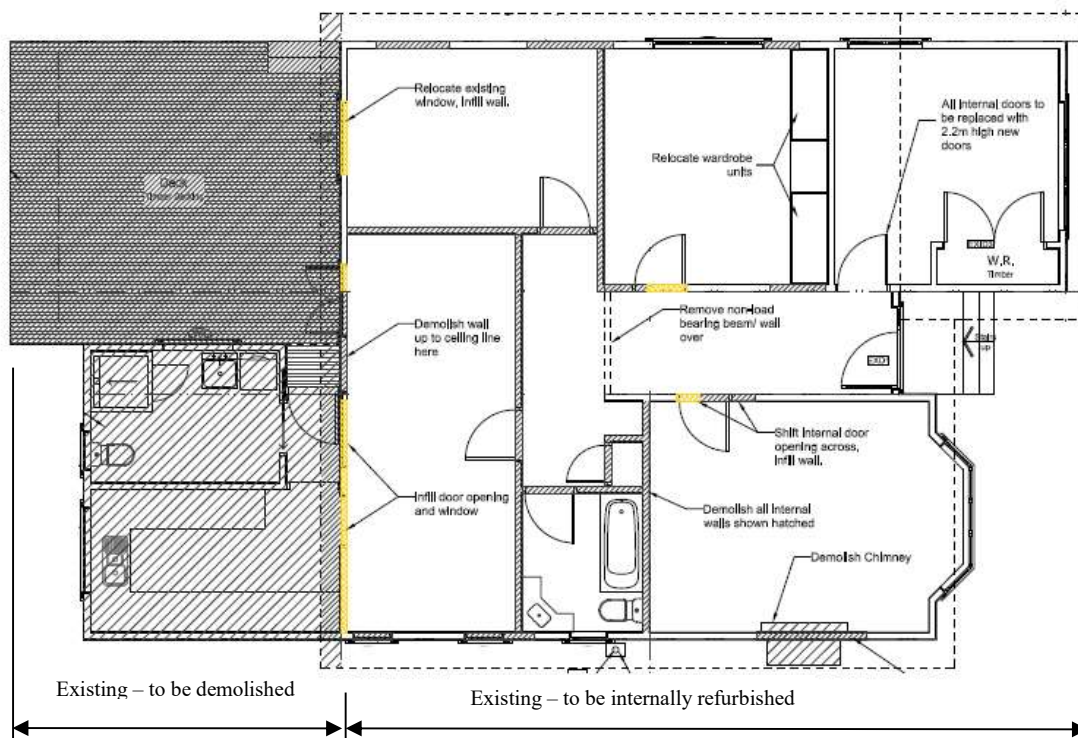 Relocate existing
window, infill wall.
Relocate wardrobe
units
All internal doors to
be replaced with
2.2m high new
doors
Deck
Timber Decking
W.R.
Timber
Demolish wall
up to ceiling line
here
Remove non-load
bearing beam/ wall
over
up
Shift internal door
opening across,
infill wall.
Infill door opening
and window
Demolish all internal
walls shown hatched
Demolish Chimney
Existing – to be demolished
Existing – to be internally refurbished